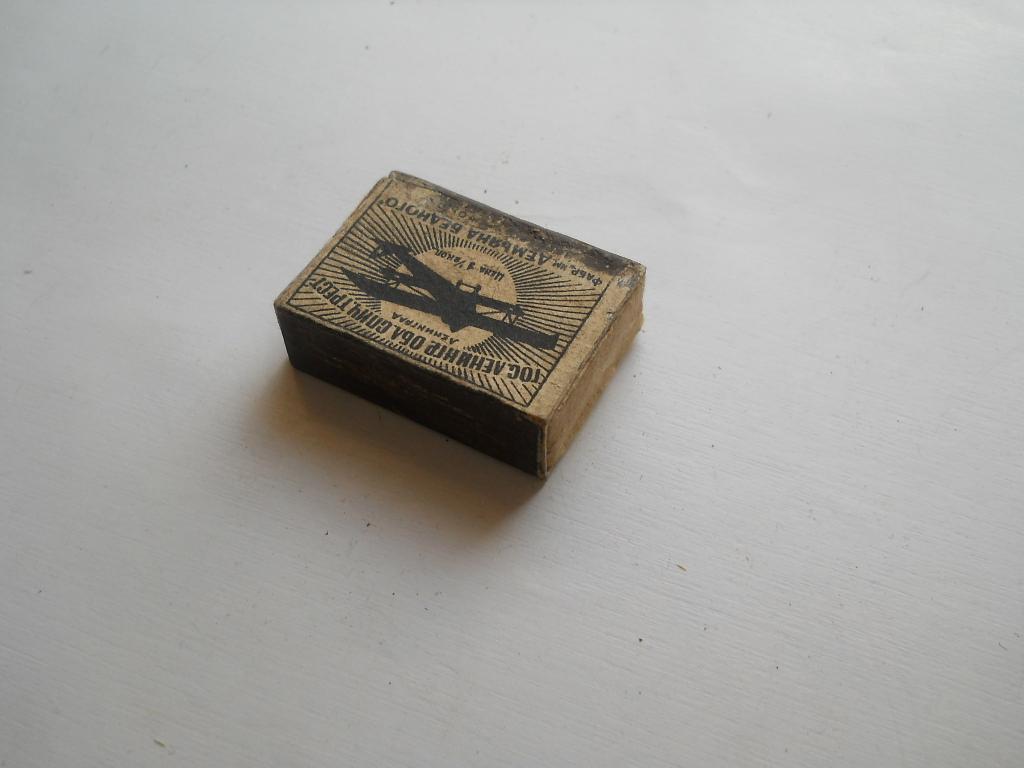 ГОС. ЛЕНИНГР. ОБЛ. СПИЧ. ТРЕСТ
ЛЕНИНГРАД
ЦЕНА
КОП
ФАБР. ИМ. ДЕМЬЯНА БЕДНОГО